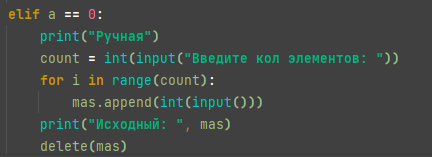 elif a == 0:
    print("Ручная")
    count = int(input("Введите кол элементов: "))
    for i in range(count):
        mas.append(int(input()))
    print("Исходный: ", mas)
    delete(mas)